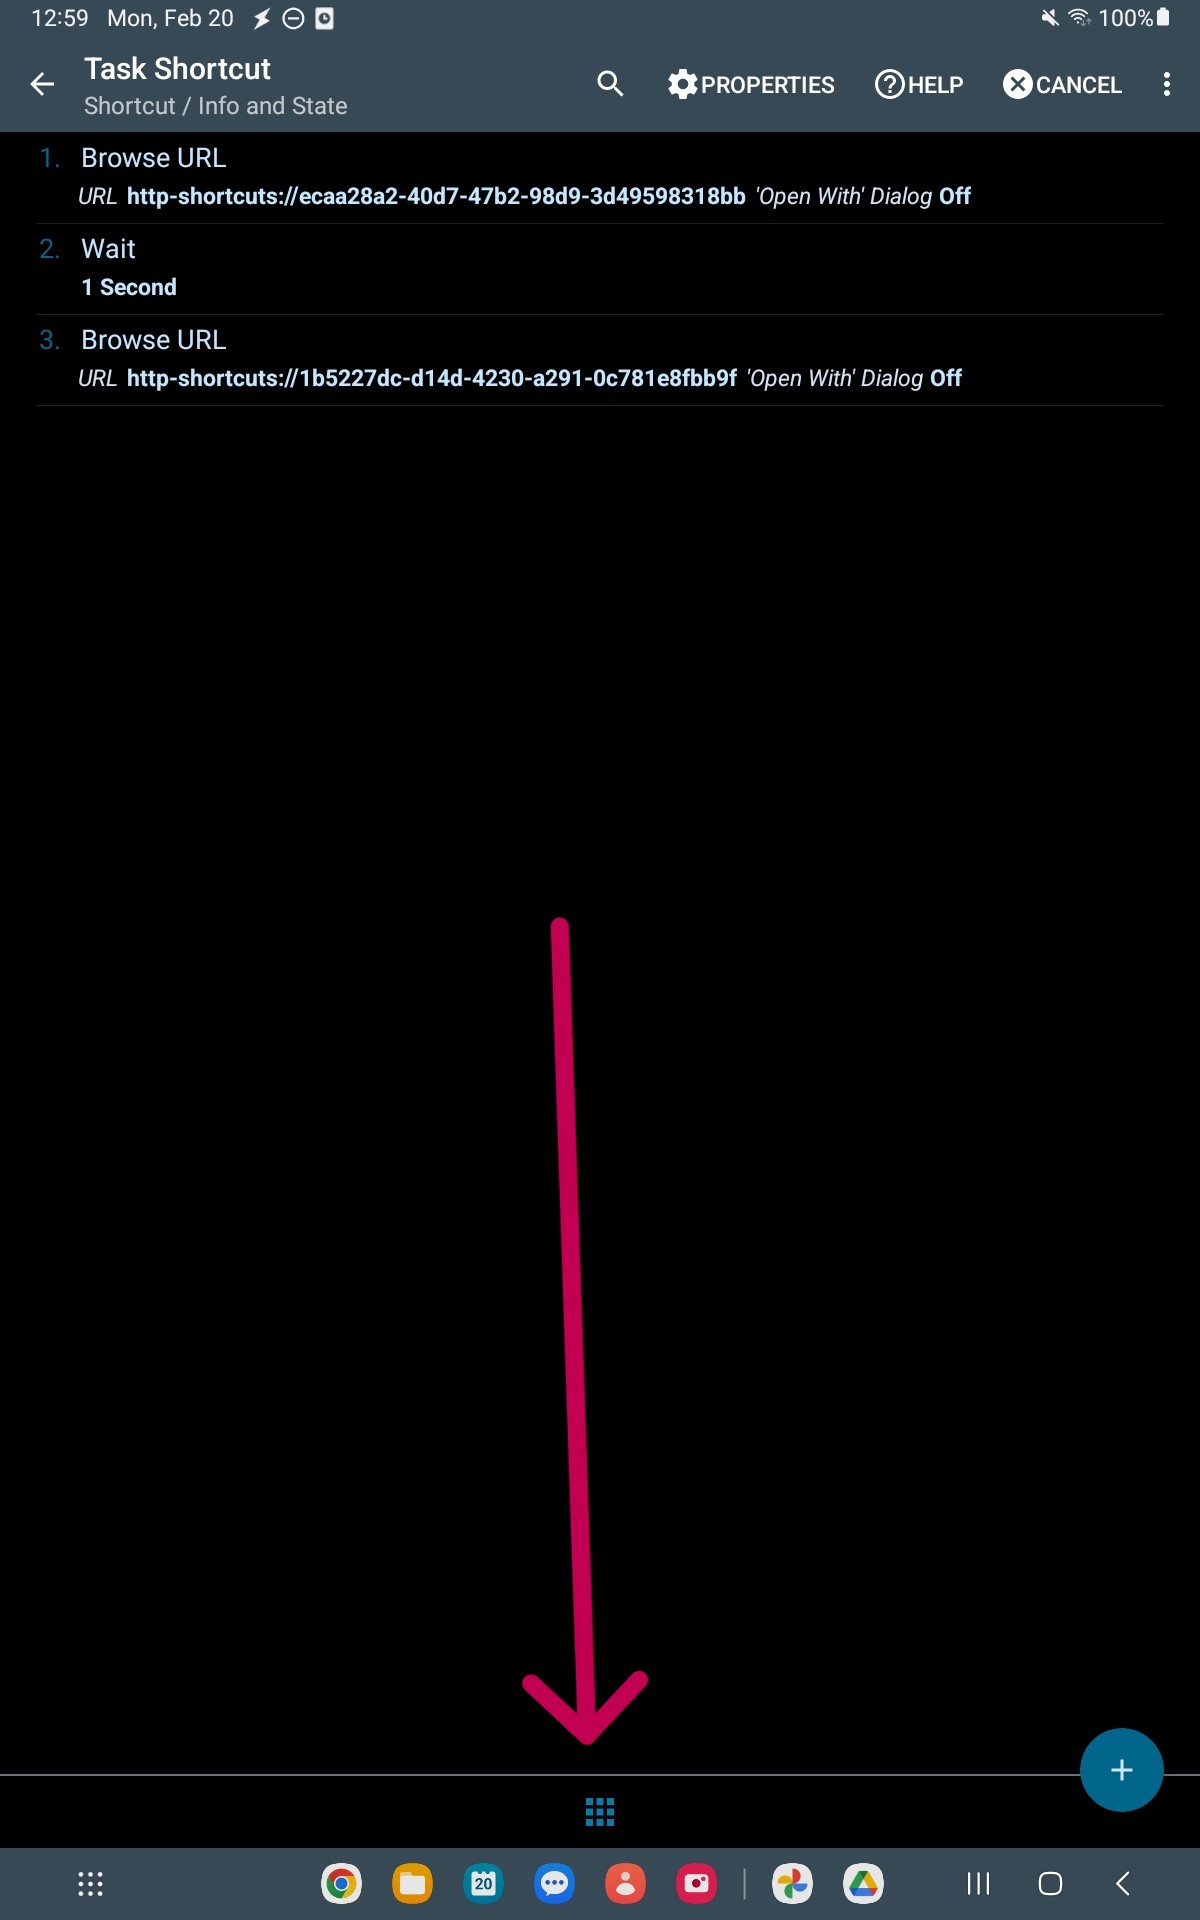 12:59 Mon, Feb 20 100%
Task Shortcut
Shortcut / Info and State
PROPERTIES HELP CANCEL
1. Browse URL
URL http-shortcuts://ecaa28a2-40d7-47b2-98d9-3d49598318bb 'Open With' Dialog Off
2. Wait
1 Second
3. Browse URL
URL http-shortcuts://1b5227dc-d14d-4230-a291-0c781e8fbb9f 'Open With' Dialog Off
20